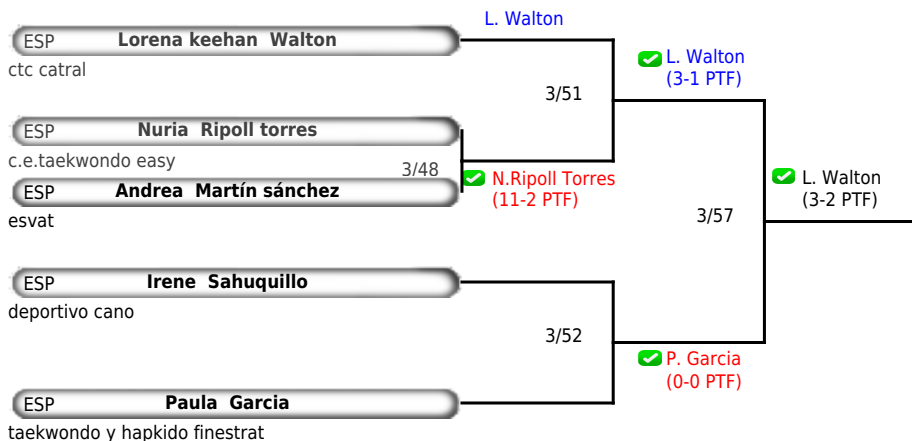 L. Walton
ESP Lorena keehan Walton
ctc catral
L. Walton
(3-1 PTF)
3/51
ESP Nuria Ripoll torres
c.e.taekwondo easy
3/48
N.Ripoll Torres
(11-2 PTF)
ESP Andrea Martín sánchez
esvat
L. Walton
(3-2 PTF)
3/57
ESP Irene Sahuquillo
deportivo cano
3/52
P. Garcia
(0-0 PTF)
ESP Paula Garcia
taekwondo y hapkido finestrat